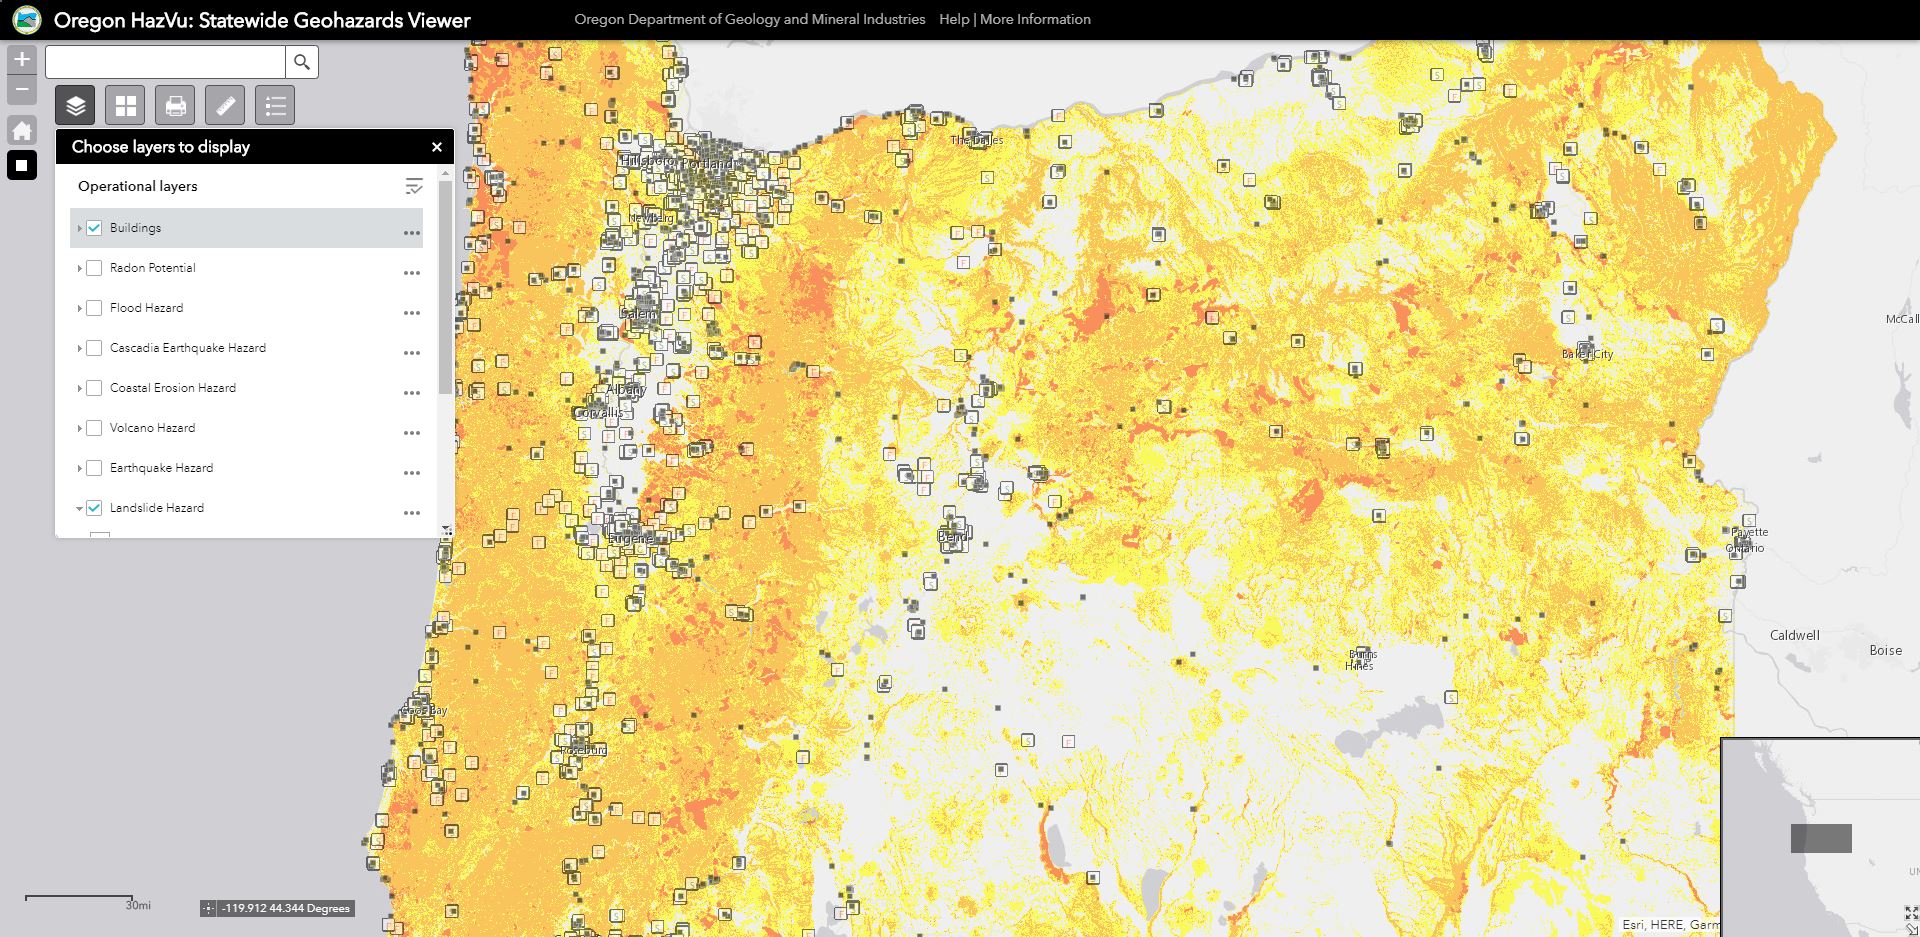 Oregon HazVu: Statewide Geohazards Viewer
Oregon Department of Geology and Mineral Industries Help | More Information
Choose layers to display
Operational layers
Buildings
Radon Potential
Flood Hazard
Cascadia Earthquake Hazard
Coastal Erosion Hazard
Volcano Hazard
Earthquake Hazard
Landslide Hazard
Hillsboro
Portland
The Dalles
Newberg
Salem
Albany
Corvallis
Eugene
Bend
Baker City
McCall
Payette
Ontario
Caldwell
Boise
Burns
Hines
Coos Bay
Roseburg
30mi
-119.912 44.344 Degrees
Esri, HERE, Garm